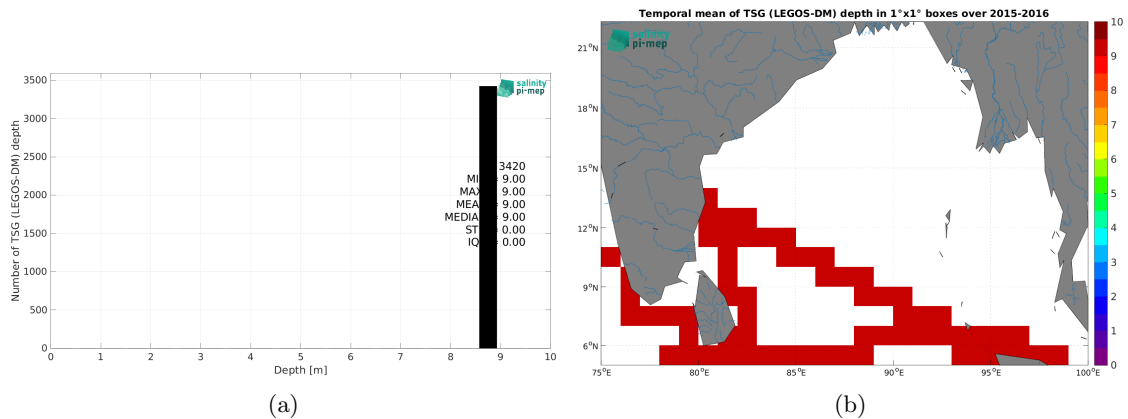 Temporal mean of TSG (LEGOS-DM) depth in 1°x1° boxes over 2015-2016
Number of TSG (LEGOS-DM) depth
3500
3000
2500
2000
1500
1000
500
0
salinity
pi-mep
3420
9.00
9.00
9.00
9.00
0.00
0.00
0 1 2 3 4 5 6 7 8 9 10
Depth [m]
(a)
salinity
pi-mep
21°N
18°N
15°N
12°N
9°N
6°N
75°E 80°E 85°E 90°E 95°E 100°E
10
9
8
7
6
5
4
3
2
1
0
(b)